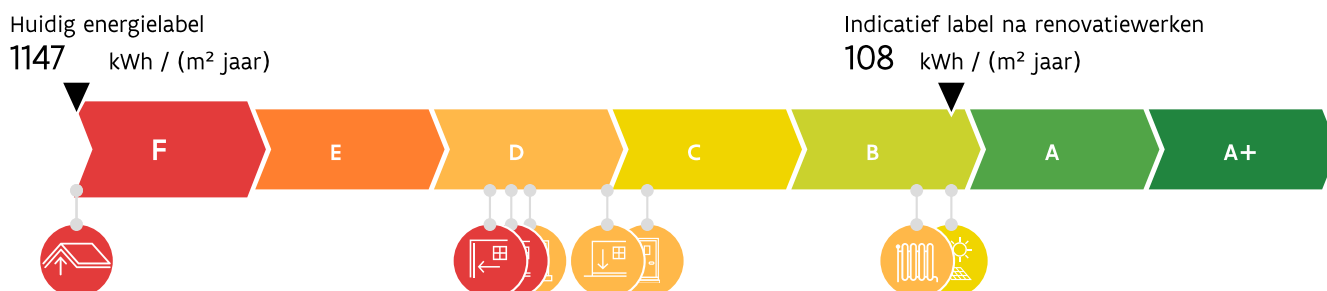 Huidig energielabel
1147 kWh / (m² jaar)
Indicatief label na renovatiewerken
108 kWh / (m² jaar)
F E D C B A A+